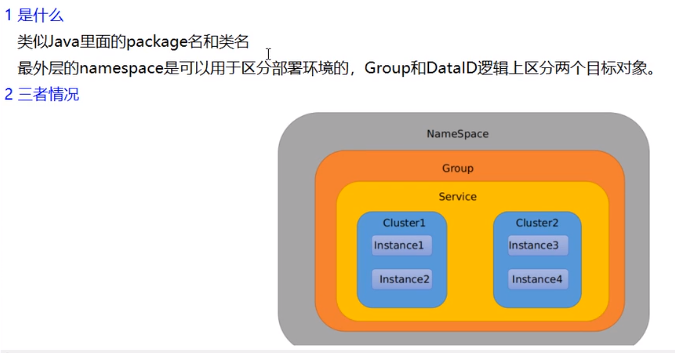 1 是什么
类似Java里面的package名和类名
最外层的namespace是可以用于区分部署环境的，Group和DataID逻辑上区分两个目标对象。
2 三者情况
NameSpace
Group
Service
Cluster1
Cluster2
Instance1
Instance3
Instance2
Instance4